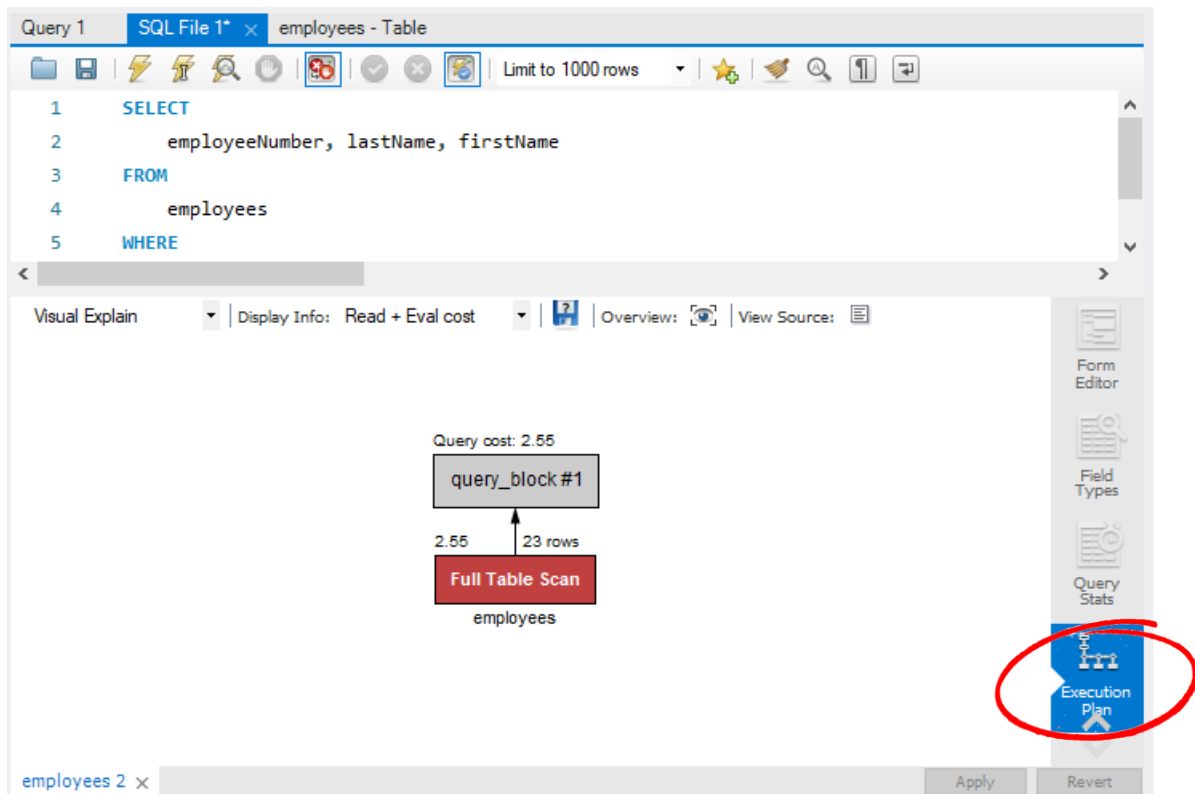 Query 1 SQL File 1* × employees - Table
Limit to 1000 rows
1 SELECT
2 employeeNumber, lastName, firstName
3 FROM
4 employees
5 WHERE
Visual Explain Display Info: Read + Eval cost Overview: View Source:
Form
Editor
Query cost: 2.55
query_block #1
Field
Types
2.55 23 rows
Full Table Scan
employees
Query
Stats
Execution
Plan
employees 2 ×
Apply Revert